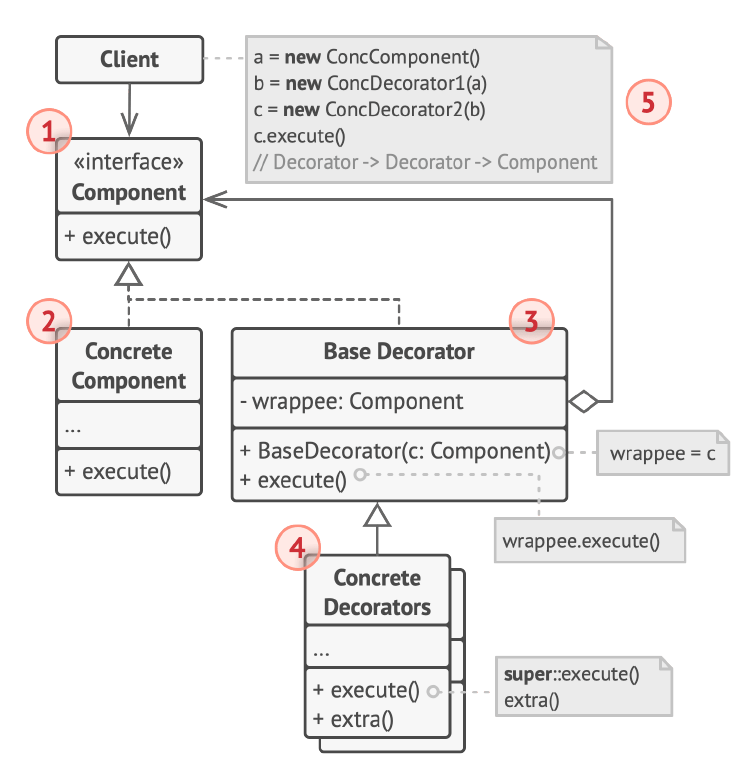 Client
a = new ConcComponent()
b = new ConcDecorator1(a)
c = new ConcDecorator2(b)
c.execute()
// Decorator -> Decorator -> Component
5
1
«interface»
Component
+ execute()
2
Concrete
Component
...
+ execute()
3
Base Decorator
- wrappee: Component
+ BaseDecorator(c: Component)
+ execute()
wrappee = c
wrappee.execute()
4
Concrete
Decorators
...
+ execute()
+ extra()
super::execute()
extra()